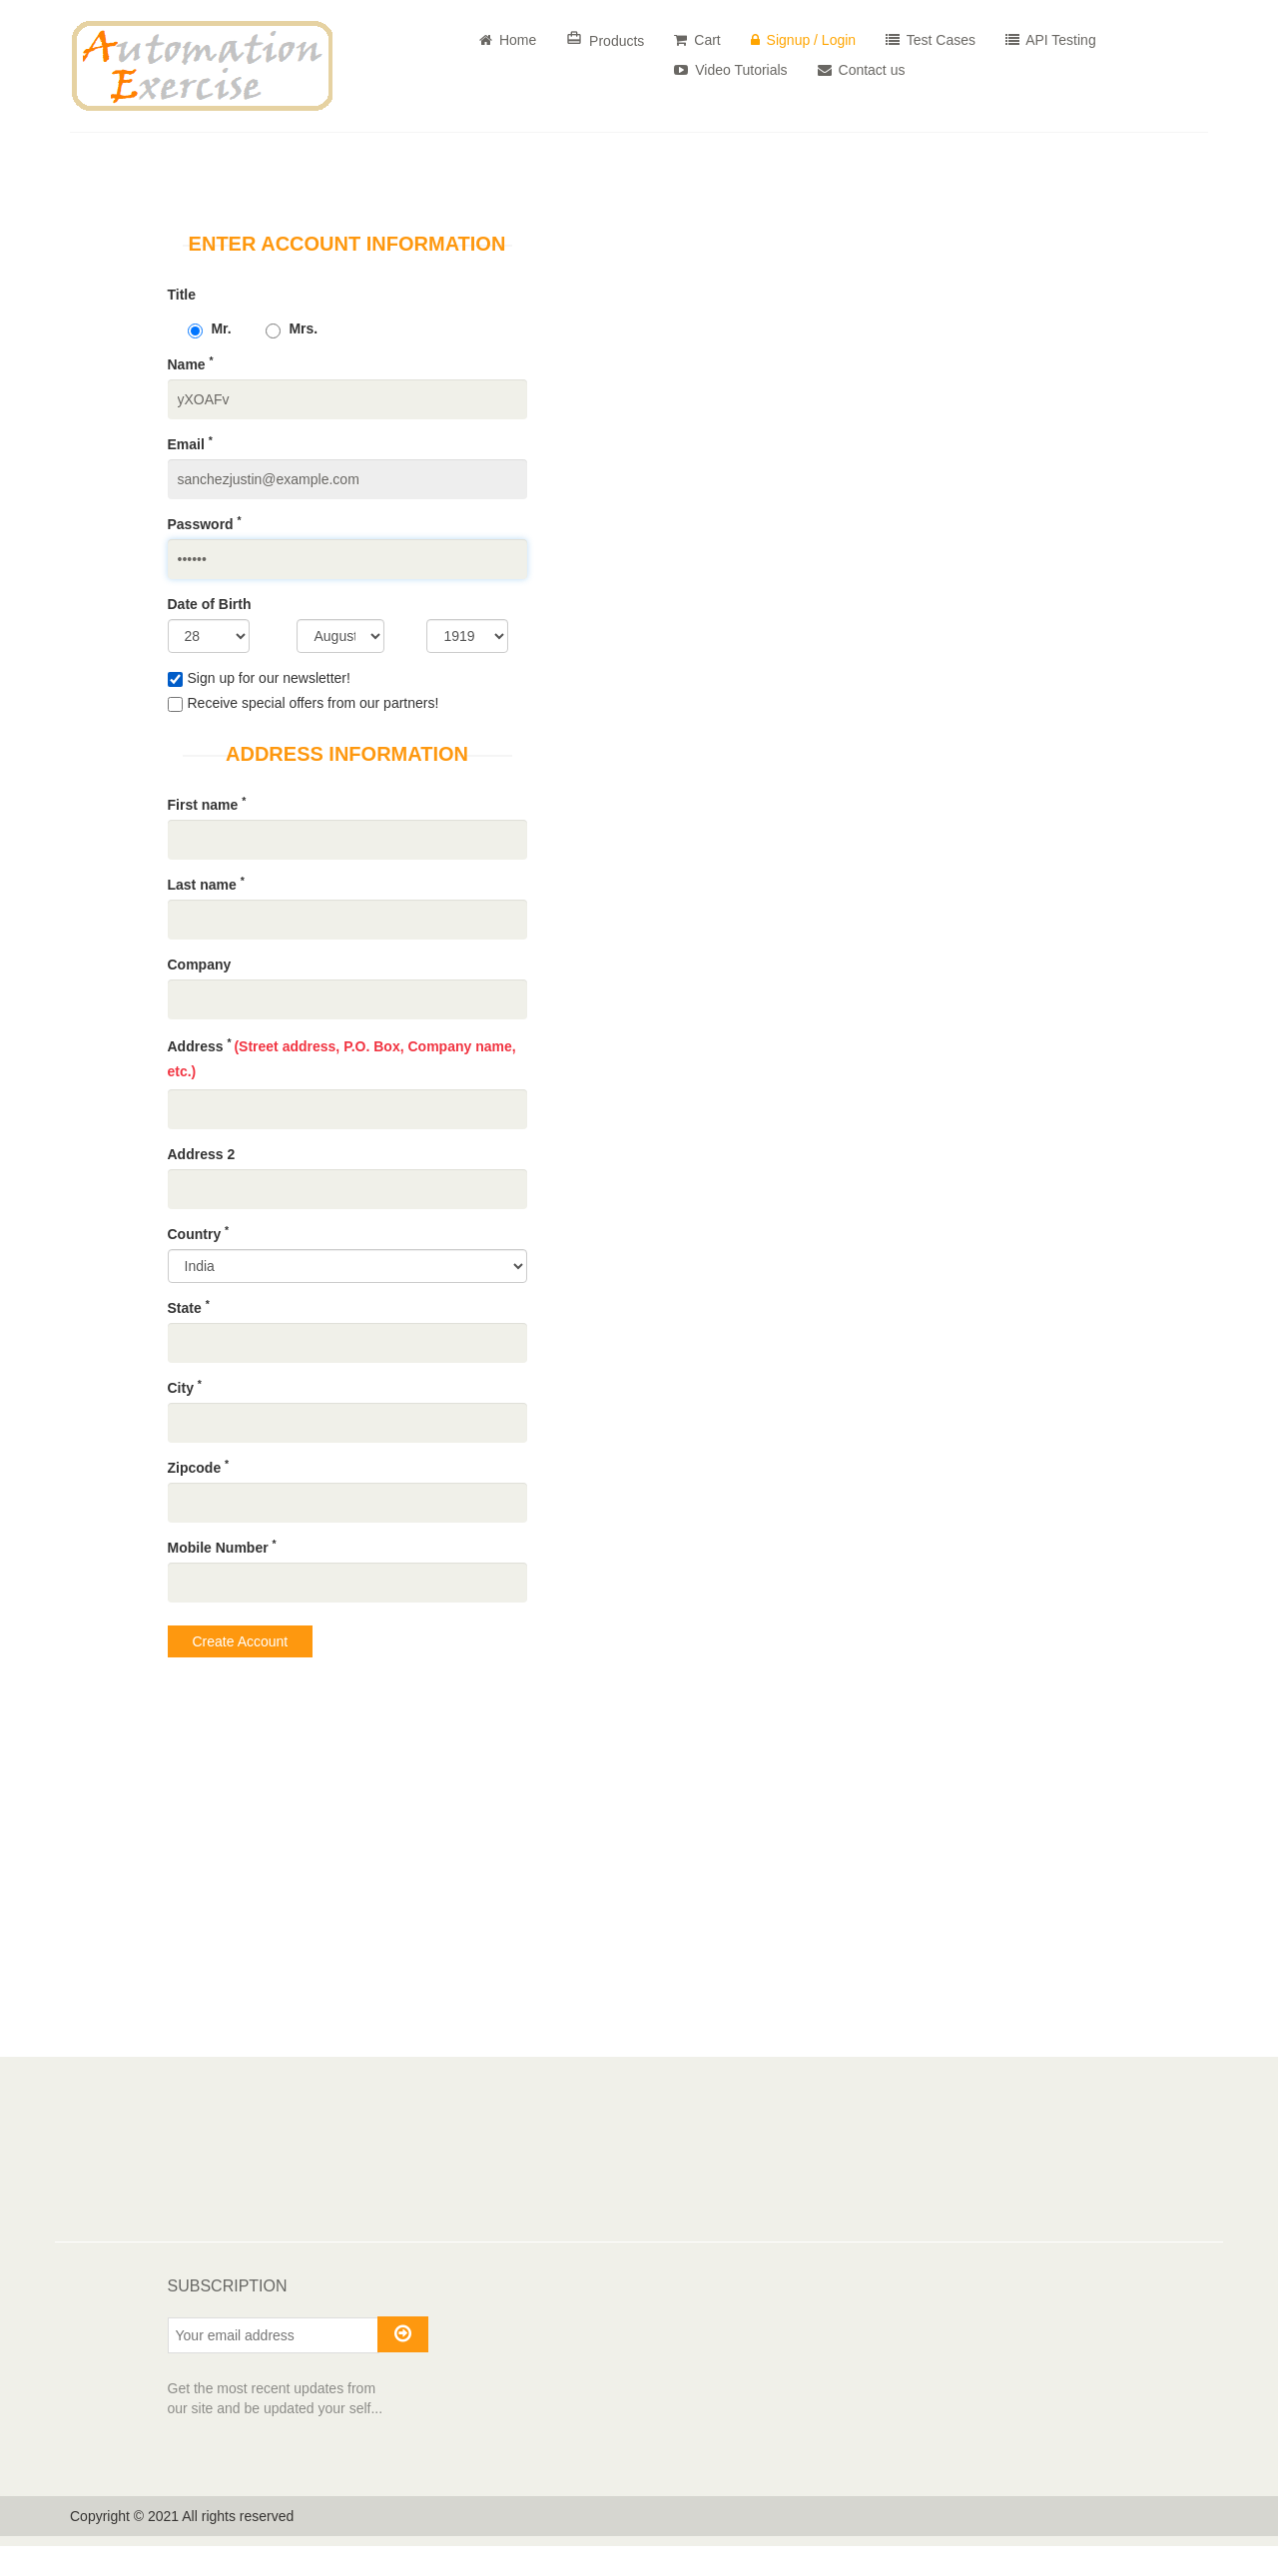 Automation
Exercise
Home Products Cart Signup / Login Test Cases API Testing
Video Tutorials Contact us
ENTER ACCOUNT INFORMATION
Title
Mr. Mrs.
Name *
yXOAFv
Email *
sanchezjustin@example.com
Password *
••••••
Date of Birth
28 August 1919
Sign up for our newsletter!
Receive special offers from our partners!
ADDRESS INFORMATION
First name *
Last name *
Company
Address * (Street address, P.O. Box, Company name,
etc.)
Address 2
Country *
India
State *
City *
Zipcode *
Mobile Number *
Create Account
SUBSCRIPTION
Your email address
Get the most recent updates from
our site and be updated your self...
Copyright © 2021 All rights reserved